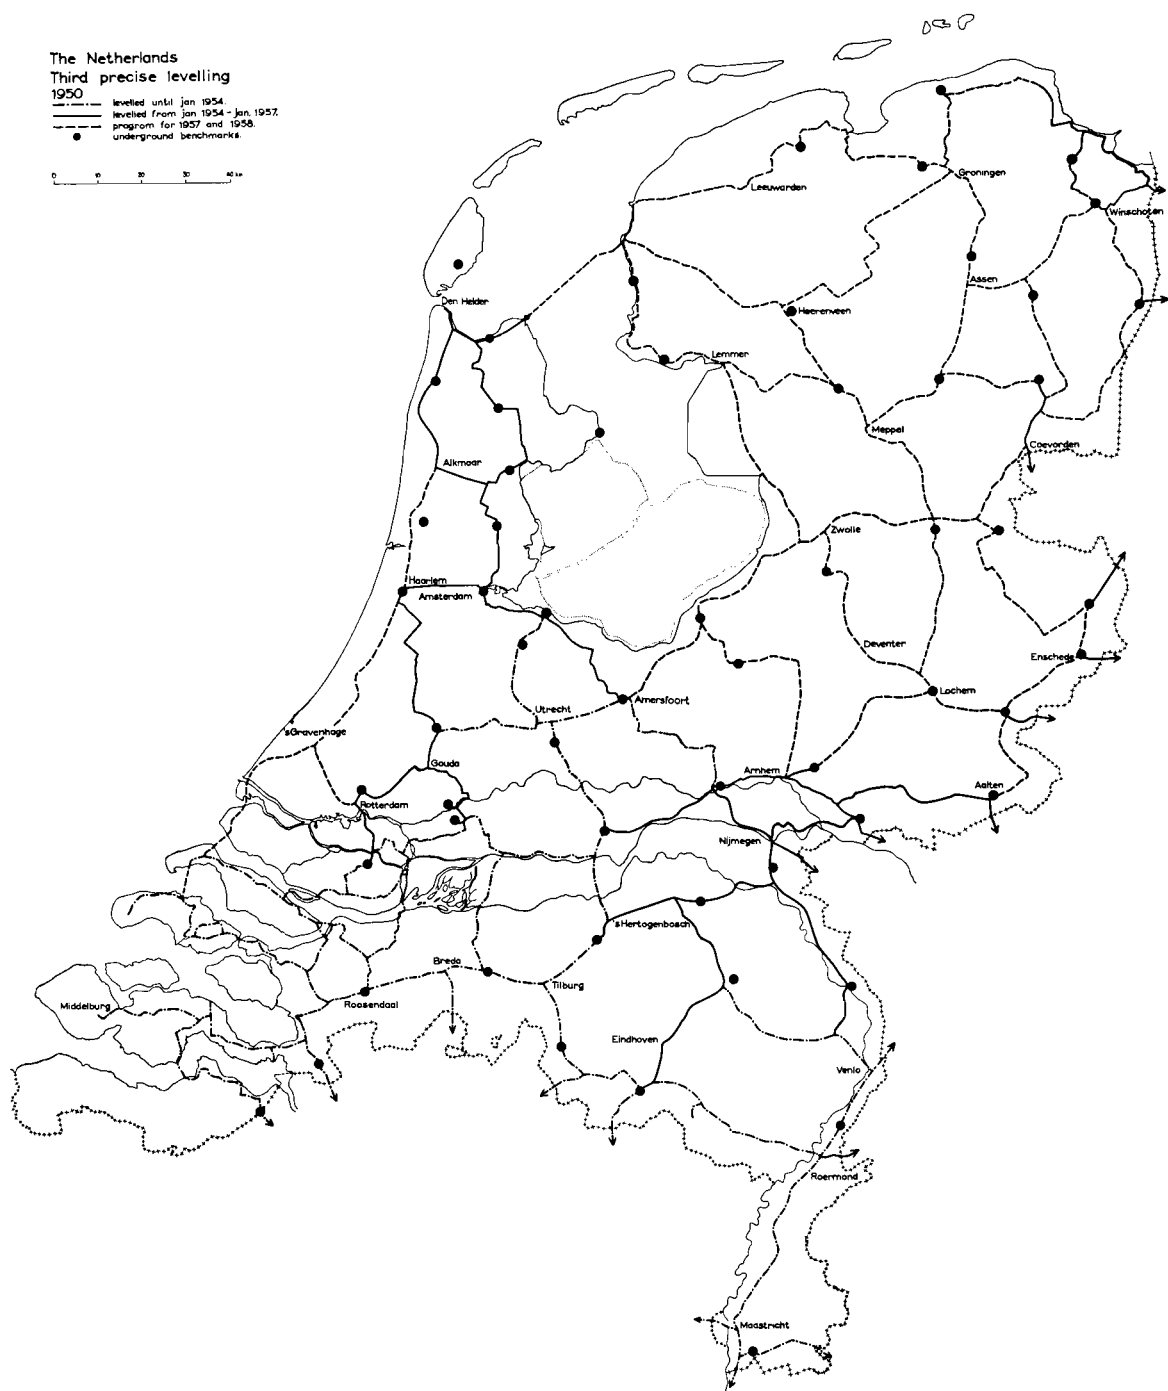 The Netherlands
Third precise levelling
1950
levelled until jan 1954.
levelled from jan 1954 - Jan. 1957.
program for 1957 and 1958.
underground benchmarks.
0 10 20 30 40 km
Leeuwarden
Groningen
Winschoten
Assen
Den Helder
Heerenveen
Lemmer
Meppel
Coevorden
Alkmaar
Zwolle
Haarlem
Amsterdam
Deventer
Enschede
Lochem
Amersfoort
Utrecht
'sGravenhage
Gouda
Arnhem
Aalten
Rotterdam
Nijmegen
'sHertogenbosch
Breda
Tilburg
Roosendaal
Middelburg
Eindhoven
Venlo
Roermond
Maastricht